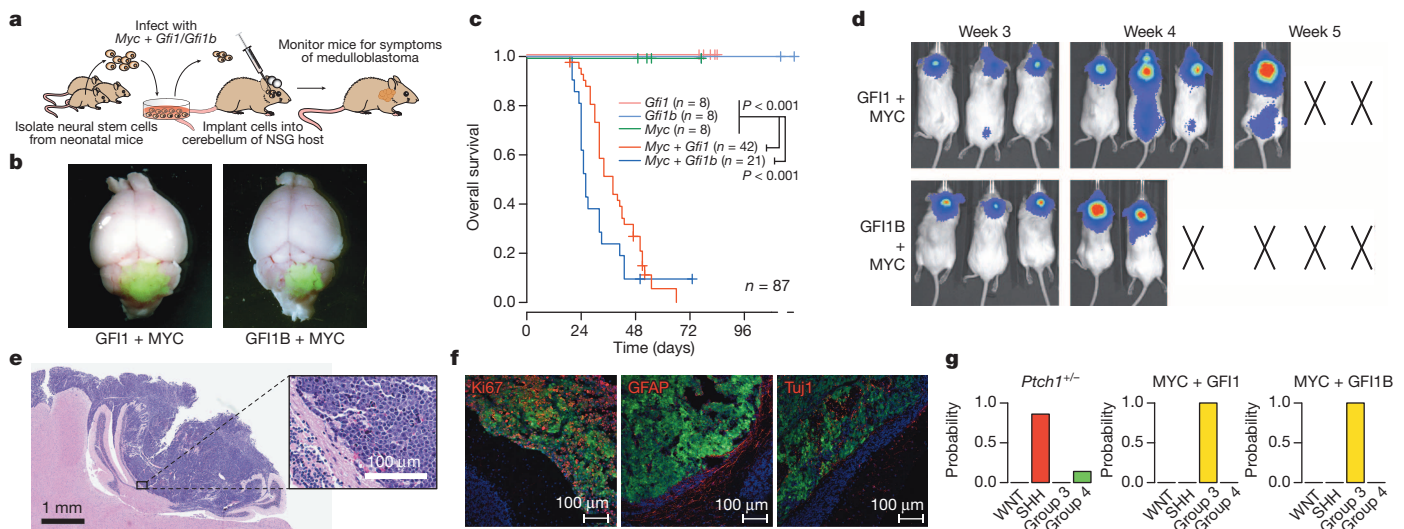 a
Infect with
Myc + Gfi1/Gfi1b
Monitor mice for symptoms
of medulloblastoma
Isolate neural stem cells
from neonatal mice
Implant cells into
cerebellum of NSG host
b
GFI1 + MYC
GFI1B + MYC
c
Overall survival
1.0
0.8
0.6
0.4
0.2
0.0
0
24
48
72
96
Time (days)
Gfi1 (n = 8)
Gfi1b (n = 8)
Myc (n = 8)
Myc + Gfi1 (n = 42)
Myc + Gfi1b (n = 21)
P < 0.001
P < 0.001
n = 87
d
Week 3
Week 4
Week 5
GFI1 +
MYC
GFI1B
+
MYC
e
1 mm
100 μm
f
Ki67
GFAP
Tuj1
100 μm
100 μm
100 μm
g
Ptch1+/–
Probability
1.0
0.5
0
WNT
SHH
Group 3
Group 4
MYC + GFI1
Probability
1.0
0.5
0
WNT
SHH
Group 3
Group 4
MYC + GFI1B
Probability
1.0
0.5
0
WNT
SHH
Group 3
Group 4